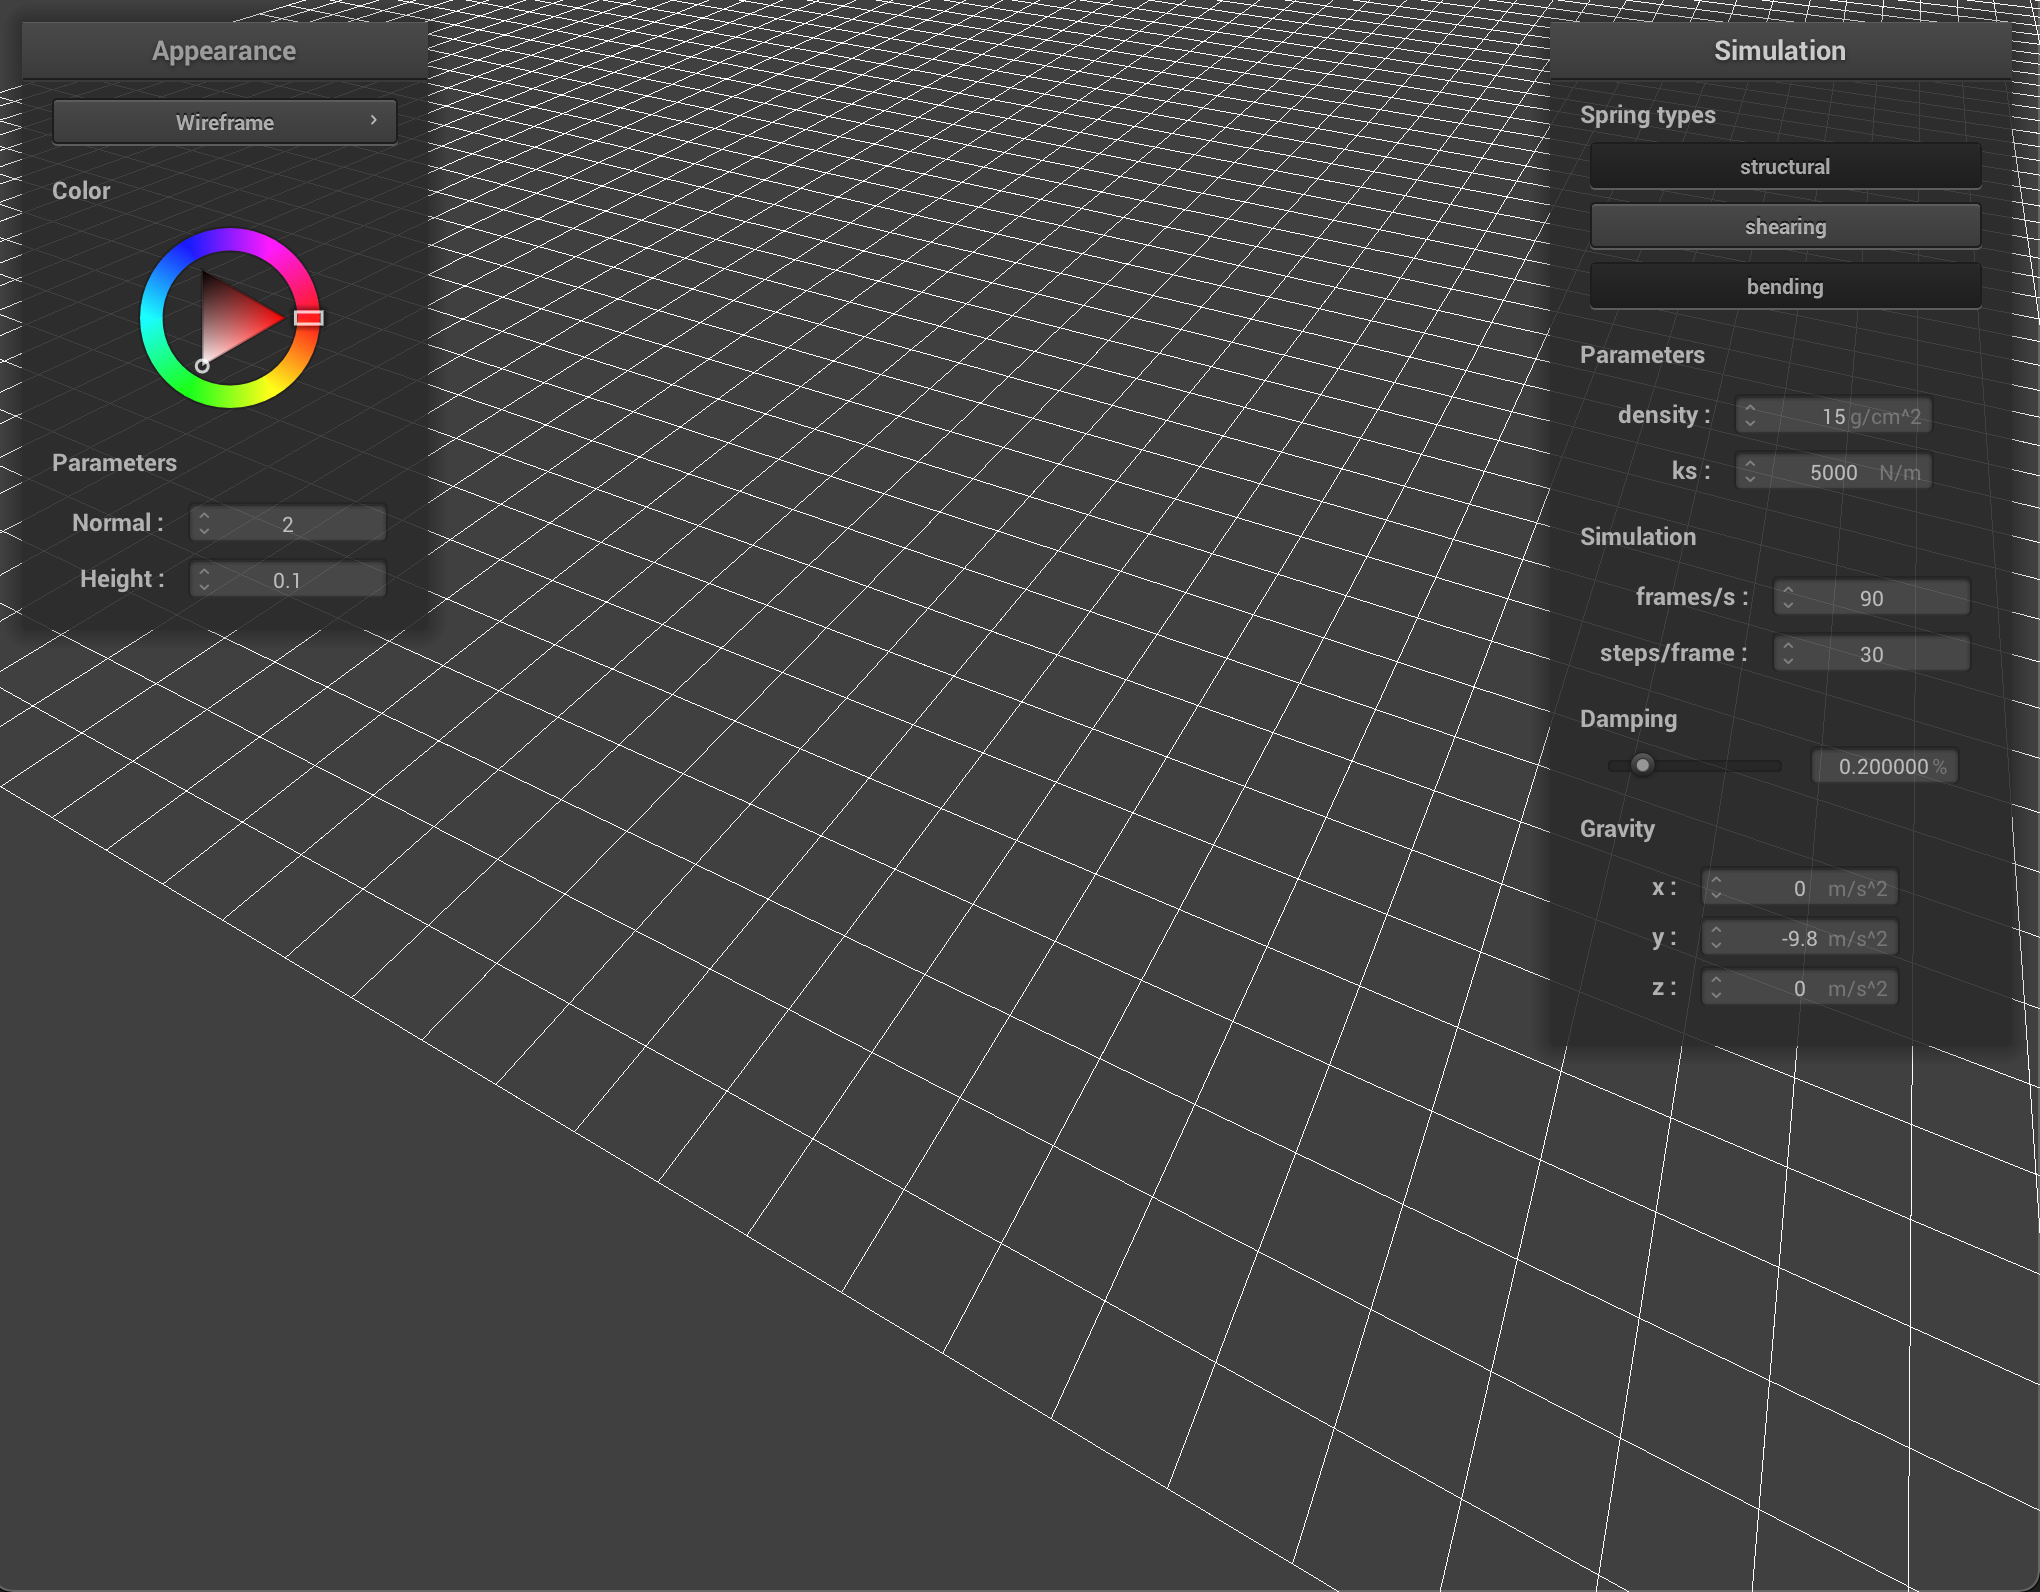 Appearance
Wireframe
Color
Parameters
Normal : 2
Height : 0.1
Simulation
Spring types
structural
shearing
bending
Parameters
density : 15 g/cm^2
ks : 5000 N/m
Simulation
frames/s : 90
steps/frame : 30
Damping
0.200000 %
Gravity
x : 0 m/s^2
y : -9.8 m/s^2
z : 0 m/s^2